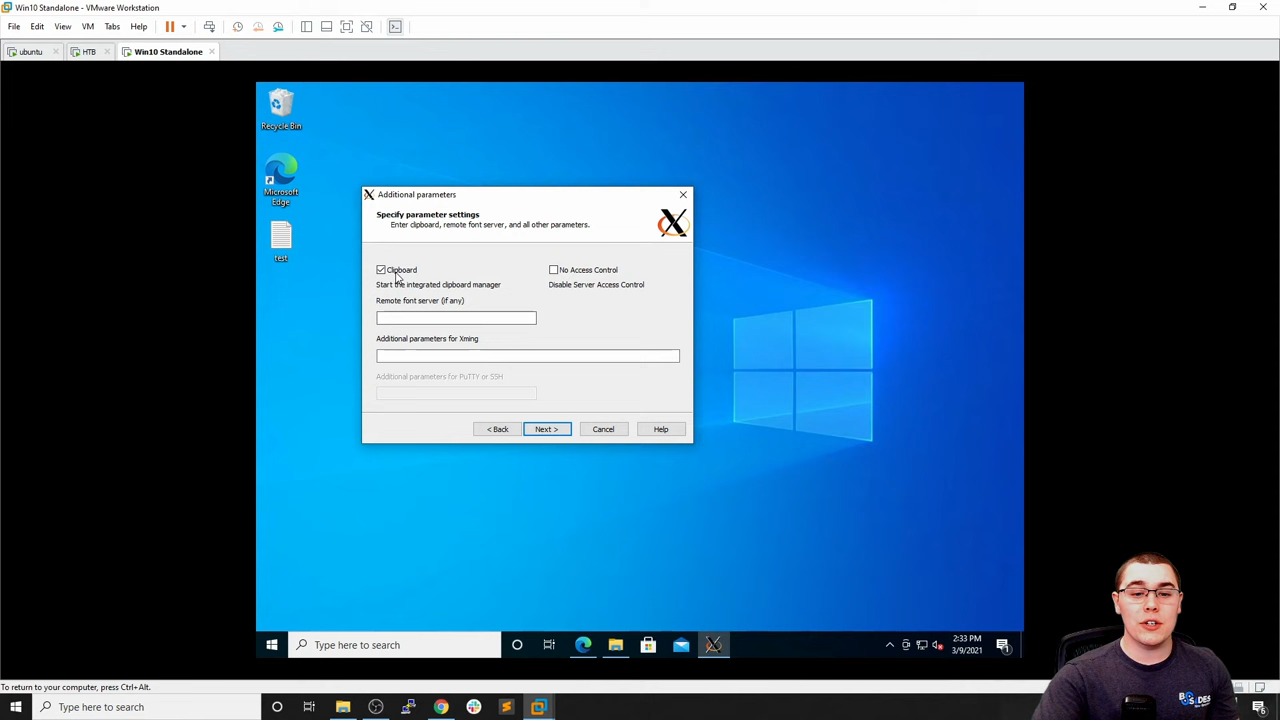 Win10 Standalone - VMware Workstation
File Edit View VM Tabs Help
ubuntu HTB Win10 Standalone
Recycle Bin
Microsoft
Edge
test
Additional parameters
Specify parameter settings
Enter clipboard, remote font server, and all other parameters.
Clipboard
Start the integrated clipboard manager
No Access Control
Disable Server Access Control
Remote font server (if any)
Additional parameters for Xming
Additional parameters for PuTTY or SSH
< Back Next > Cancel Help
Type here to search
2:33 PM
3/9/2021
1
To return to your computer, press Ctrl+Alt.
Type here to search
6